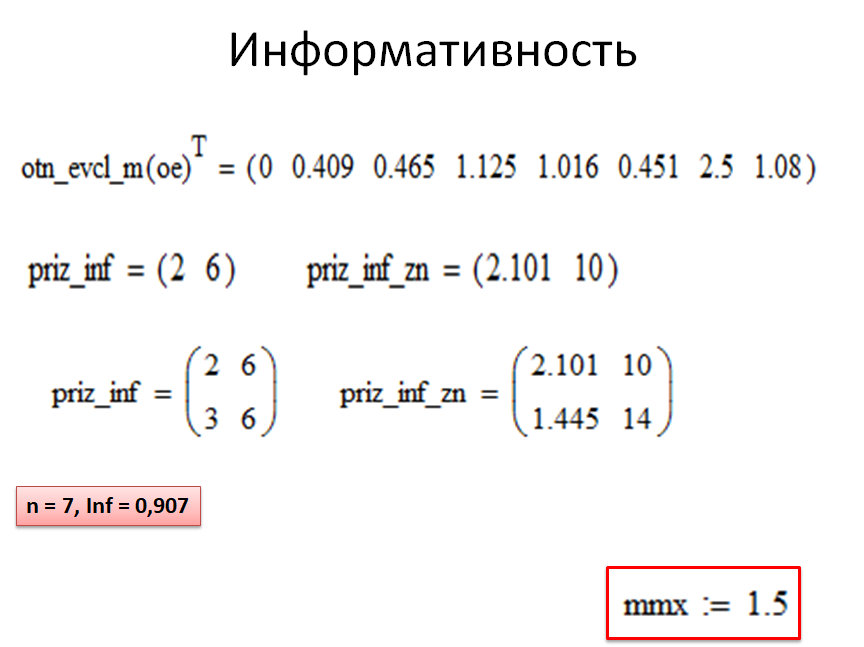 Информативность
otn_evcl_m(oe)ᵀ = (0 0.409 0.465 1.125 1.016 0.451 2.5 1.08)
priz_inf = (2 6) priz_inf_zn = (2.101 10)
priz_inf = (2 6 3 6) priz_inf_zn = (2.101 10 1.445 14)
n = 7, Inf = 0,907
mmx := 1.5